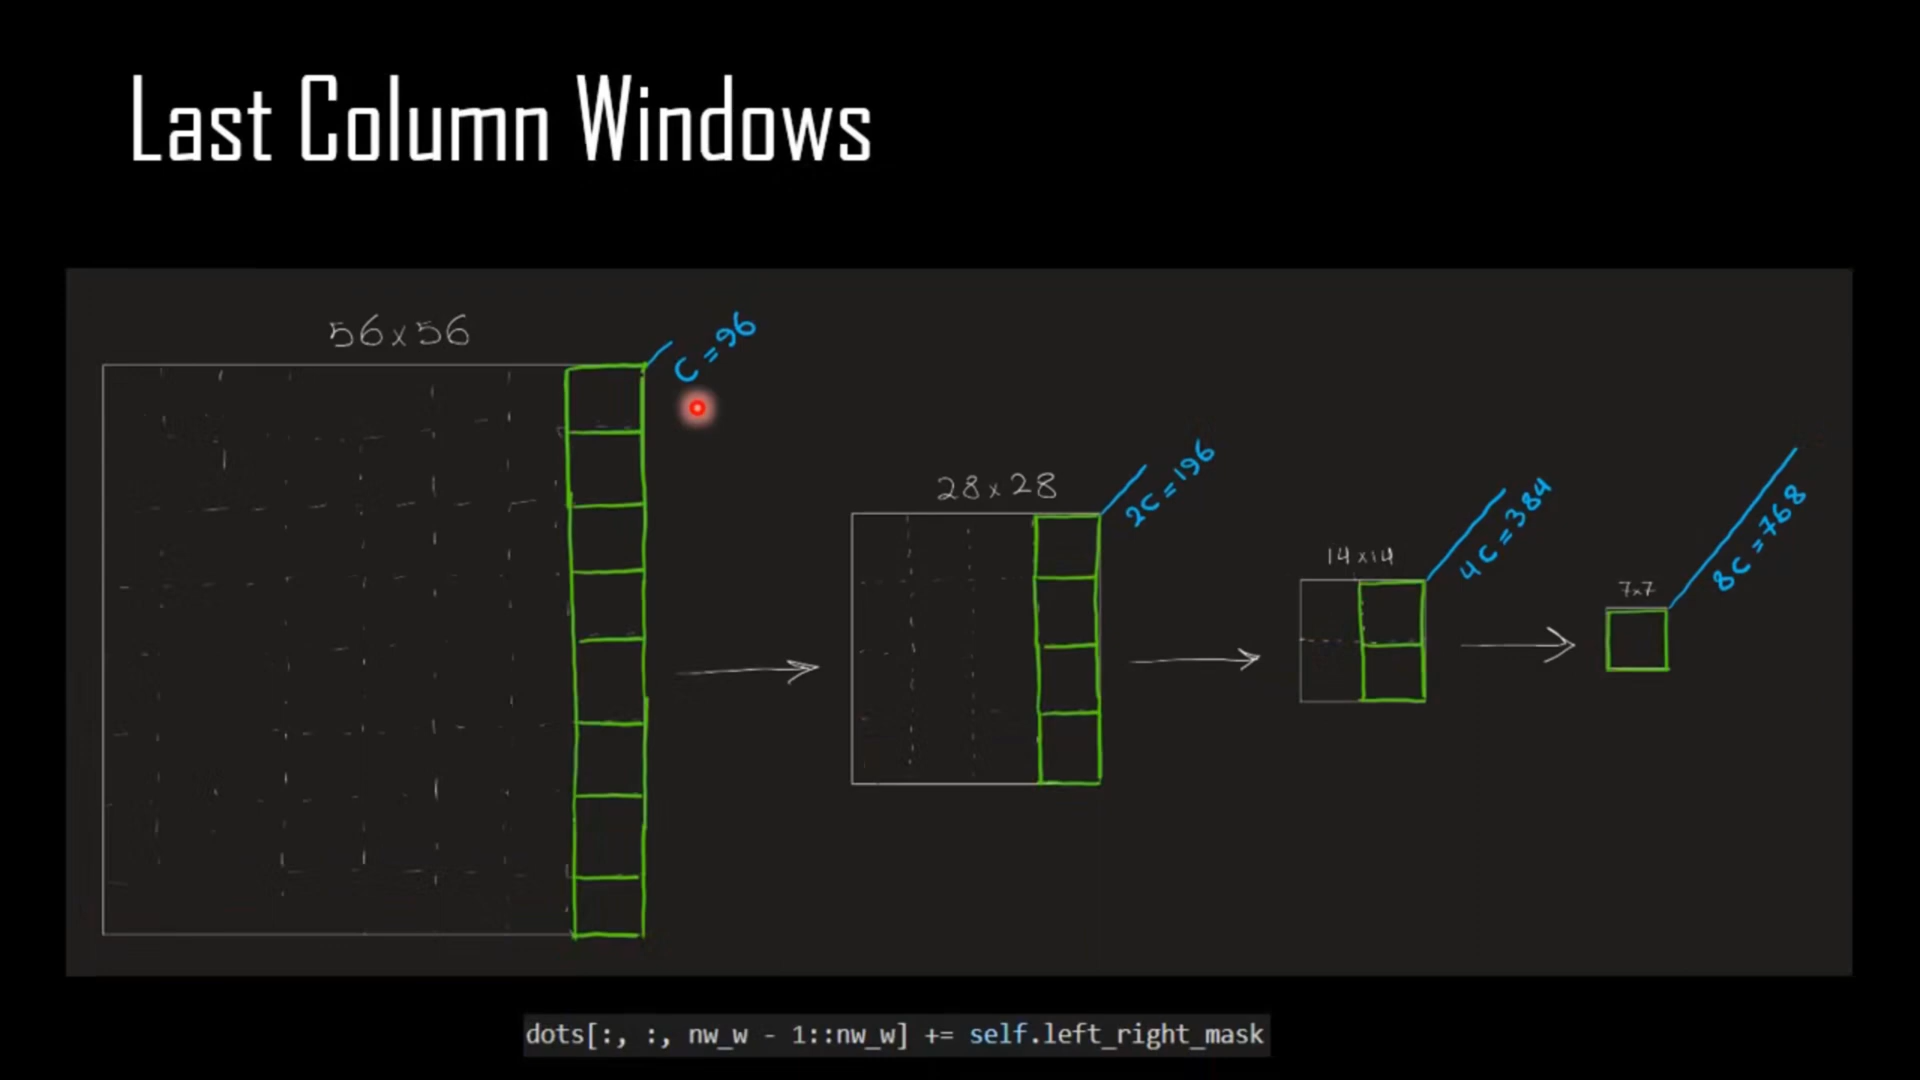 Last Column Windows
56x56
C = 96
28x28
2C = 196
14x14
4C = 384
7x7
8C = 768
dots[:, :, nw_w - 1::nw_w] += self.left_right_mask